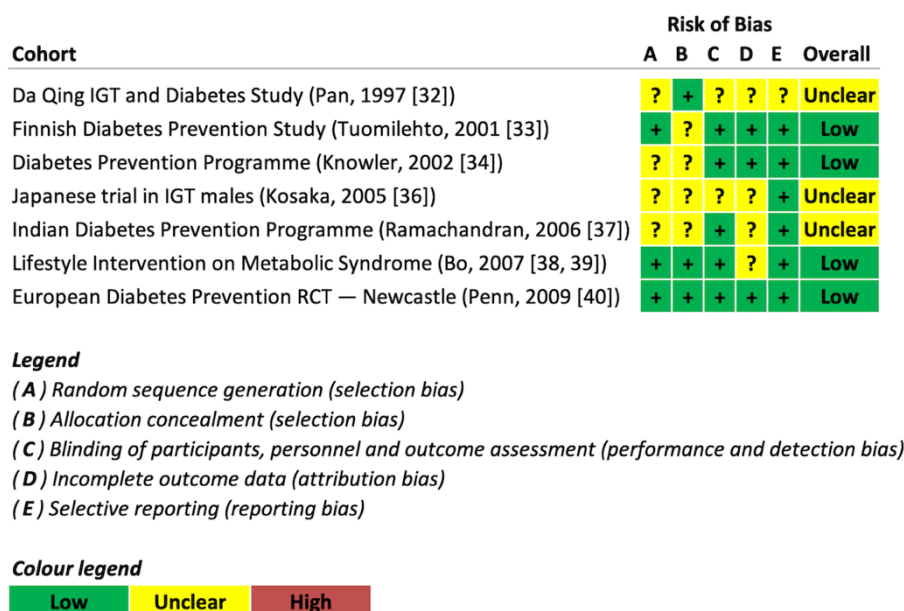 Risk of Bias
Cohort A B C D E Overall
Da Qing IGT and Diabetes Study (Pan, 1997 [32]) ? + ? ? ? Unclear
Finnish Diabetes Prevention Study (Tuomilehto, 2001 [33]) + ? + + + Low
Diabetes Prevention Programme (Knowler, 2002 [34]) ? ? + + + Low
Japanese trial in IGT males (Kosaka, 2005 [36]) ? ? ? ? + Unclear
Indian Diabetes Prevention Programme (Ramachandran, 2006 [37]) ? ? + ? + Unclear
Lifestyle Intervention on Metabolic Syndrome (Bo, 2007 [38, 39]) + + + ? + Low
European Diabetes Prevention RCT — Newcastle (Penn, 2009 [40]) + + + + + Low
Legend
(A) Random sequence generation (selection bias)
(B) Allocation concealment (selection bias)
(C) Blinding of participants, personnel and outcome assessment (performance and detection bias)
(D) Incomplete outcome data (attribution bias)
(E) Selective reporting (reporting bias)
Colour legend
Low Unclear High